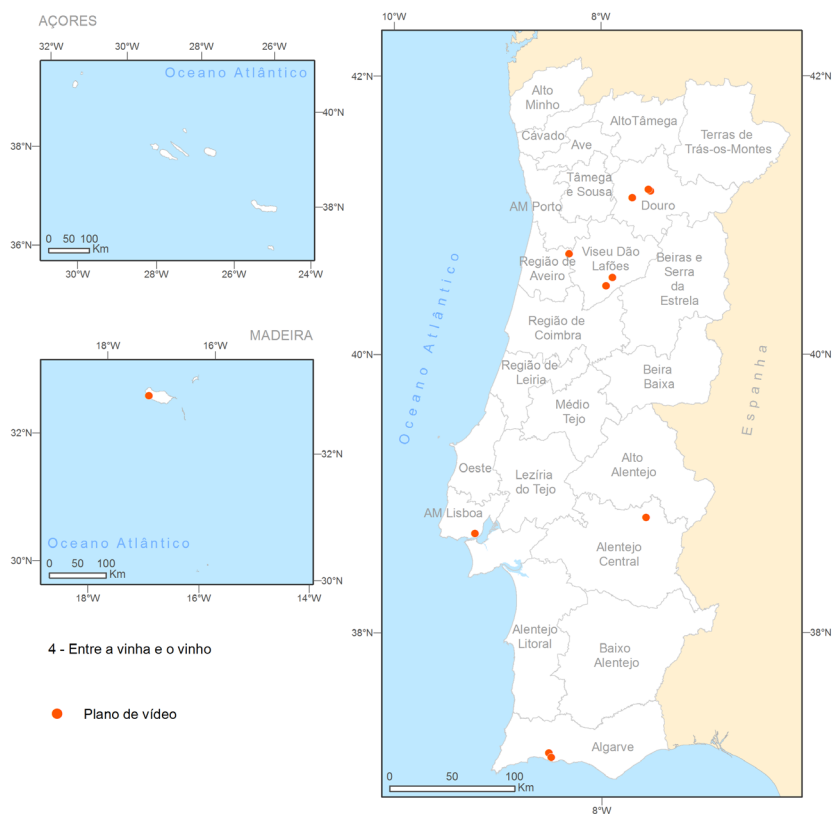 AÇORES
32°W 30°W 28°W 26°W
Oceano Atlântico
40°N
38°N
38°N
36°N
0 50 100
Km
30°W 28°W 26°W 24°W
MADEIRA
18°W 16°W
32°N
32°N
Oceano Atlântico
0 50 100
Km
30°N
30°N
18°W 16°W 14°W
4 - Entre a vinha e o vinho
Plano de vídeo
10°W 8°W
42°N 42°N
Alto
Minho
AltoTâmega
Terras de
Trás-os-Montes
Cávado
Ave
Tâmega
e Sousa
AM Porto
Douro
Viseu Dão
Lafões
Região de
Aveiro
Beiras e
Serra
da
Estrela
Oceano Atlântico
Região de
Coimbra
40°N 40°N
Região de
Leiria
Beira
Baixa
Espanha
Médio
Tejo
Oeste
Lezíria
do Tejo
Alto
Alentejo
AM Lisboa
Alentejo
Central
38°N 38°N
Alentejo
Litoral
Baixo
Alentejo
Algarve
0 50 100
Km
8°W